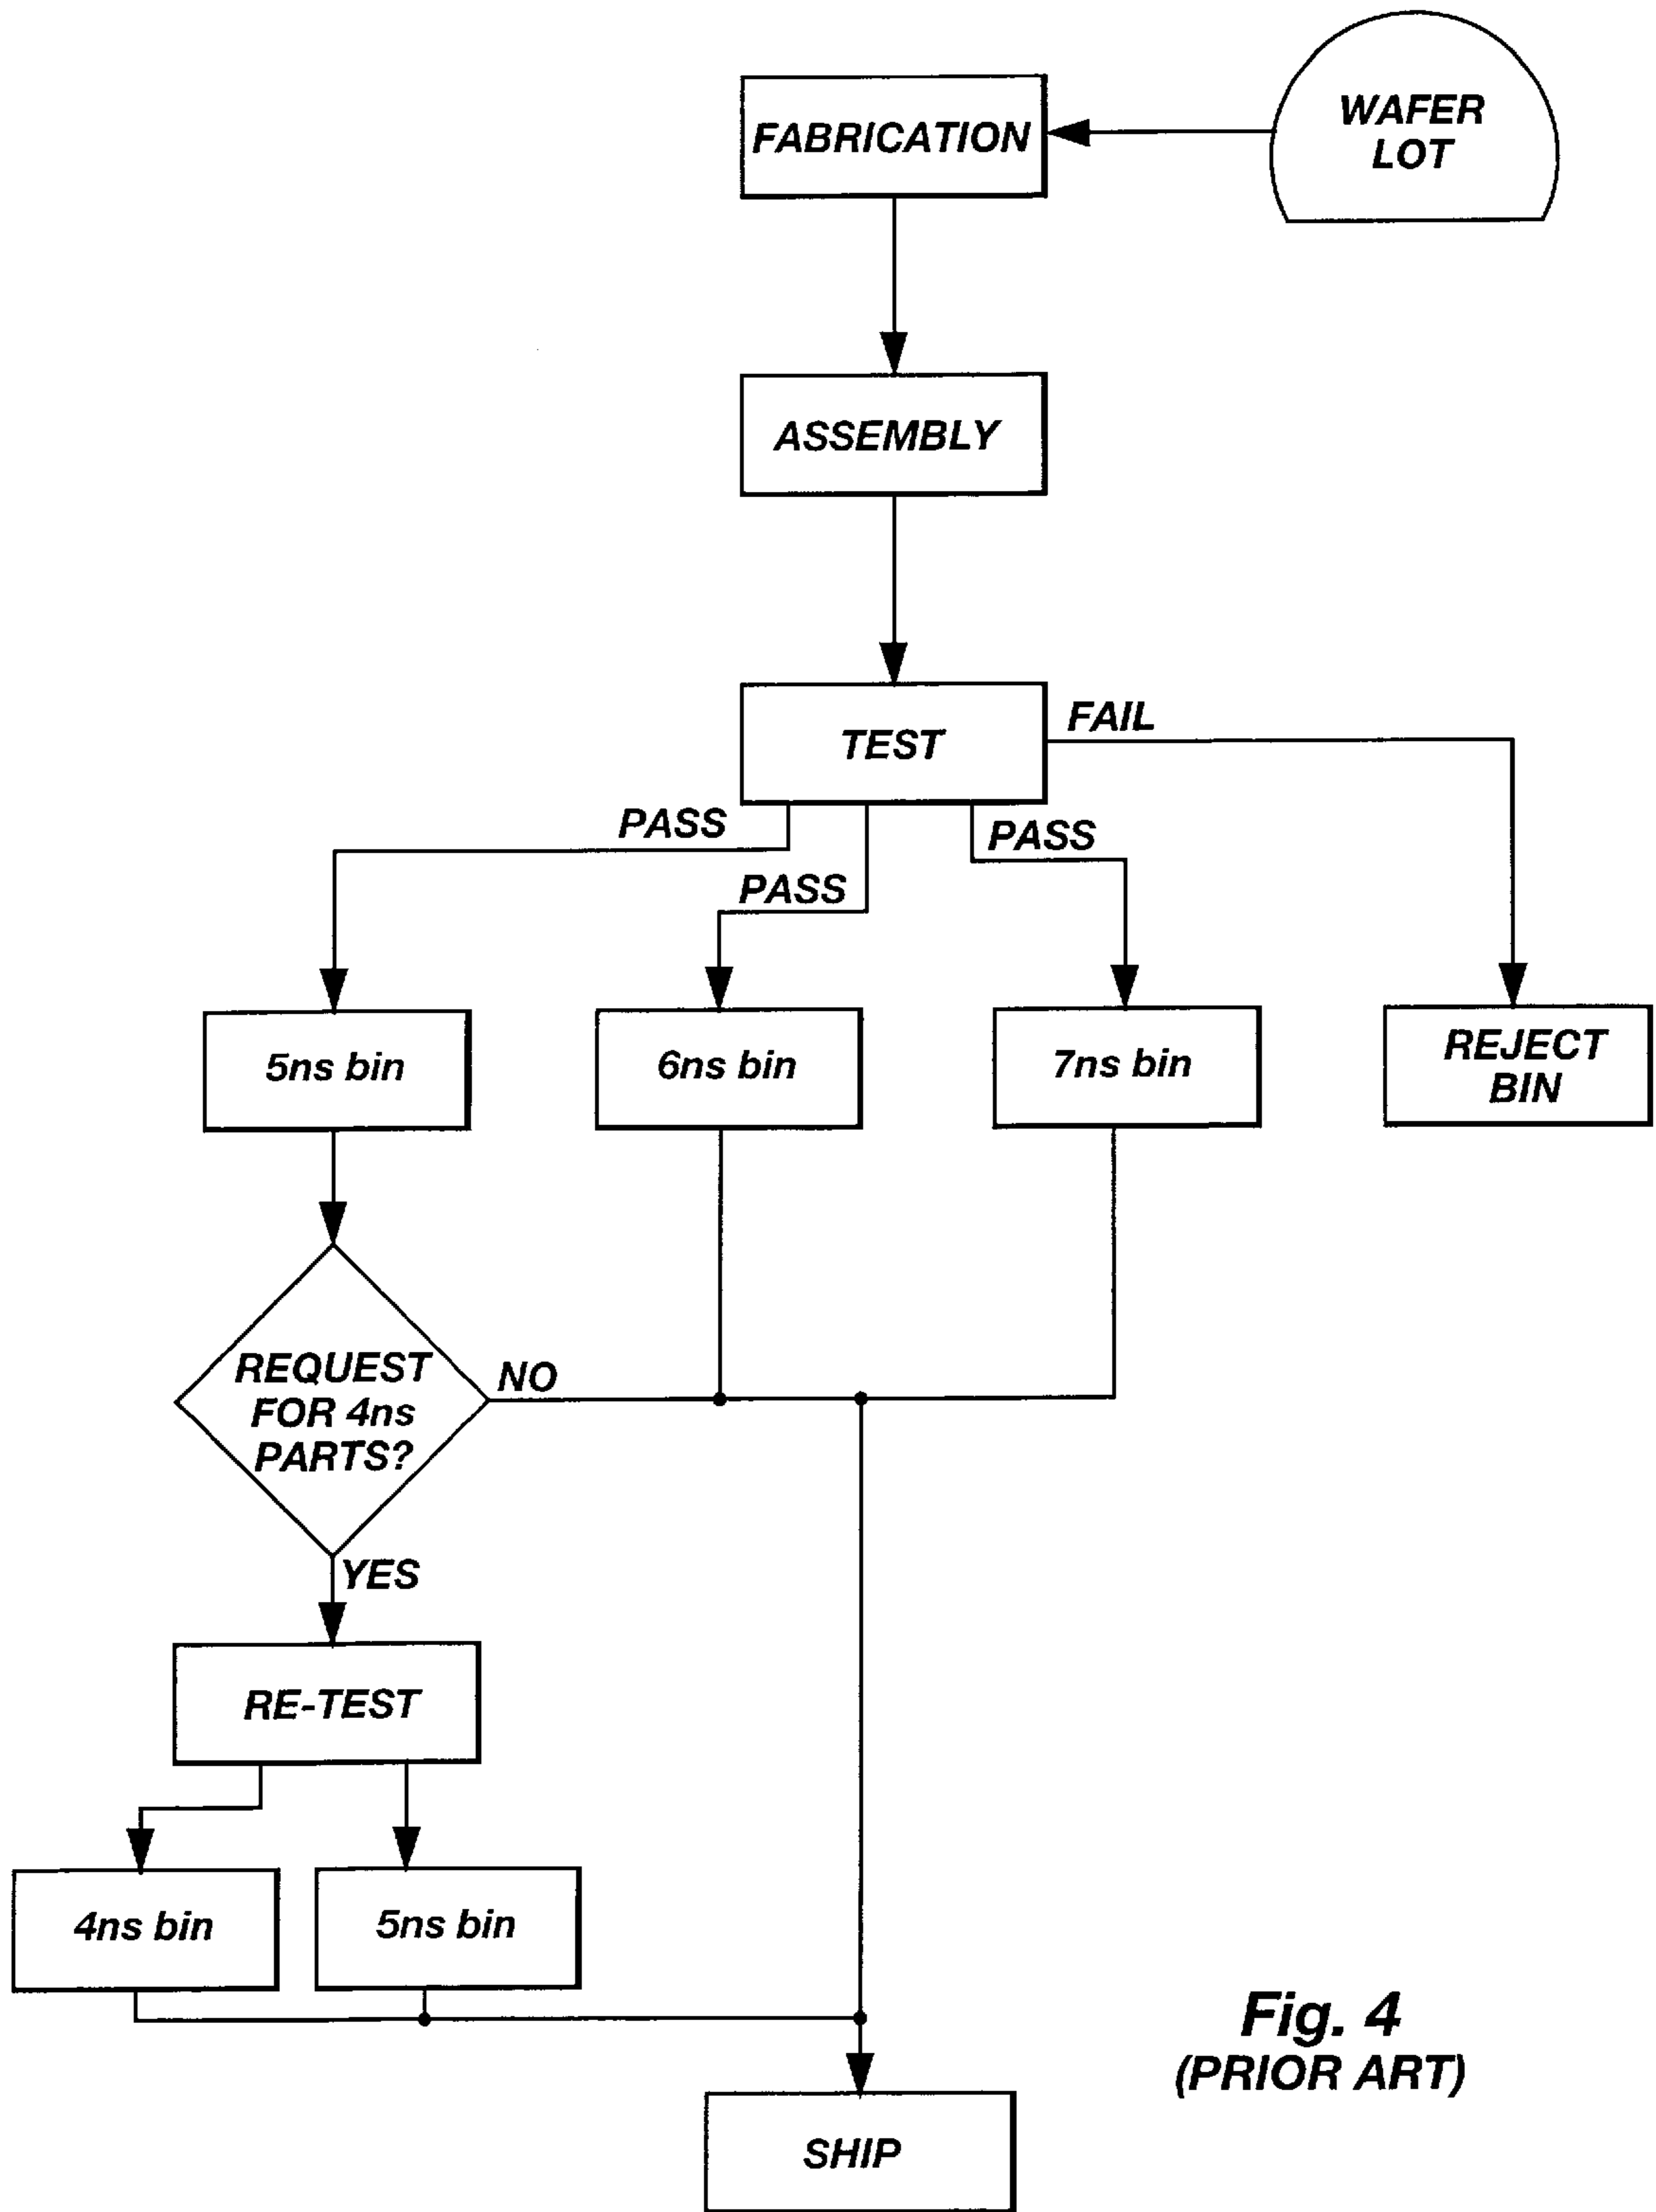 WAFER
LOT
FABRICATION
ASSEMBLY
TEST
FAIL
PASS
PASS
PASS
5ns bin
6ns bin
7ns bin
REJECT
BIN
REQUEST
FOR 4ns
PARTS?
NO
YES
RE-TEST
4ns bin
5ns bin
Fig. 4
(PRIOR ART)
SHIP